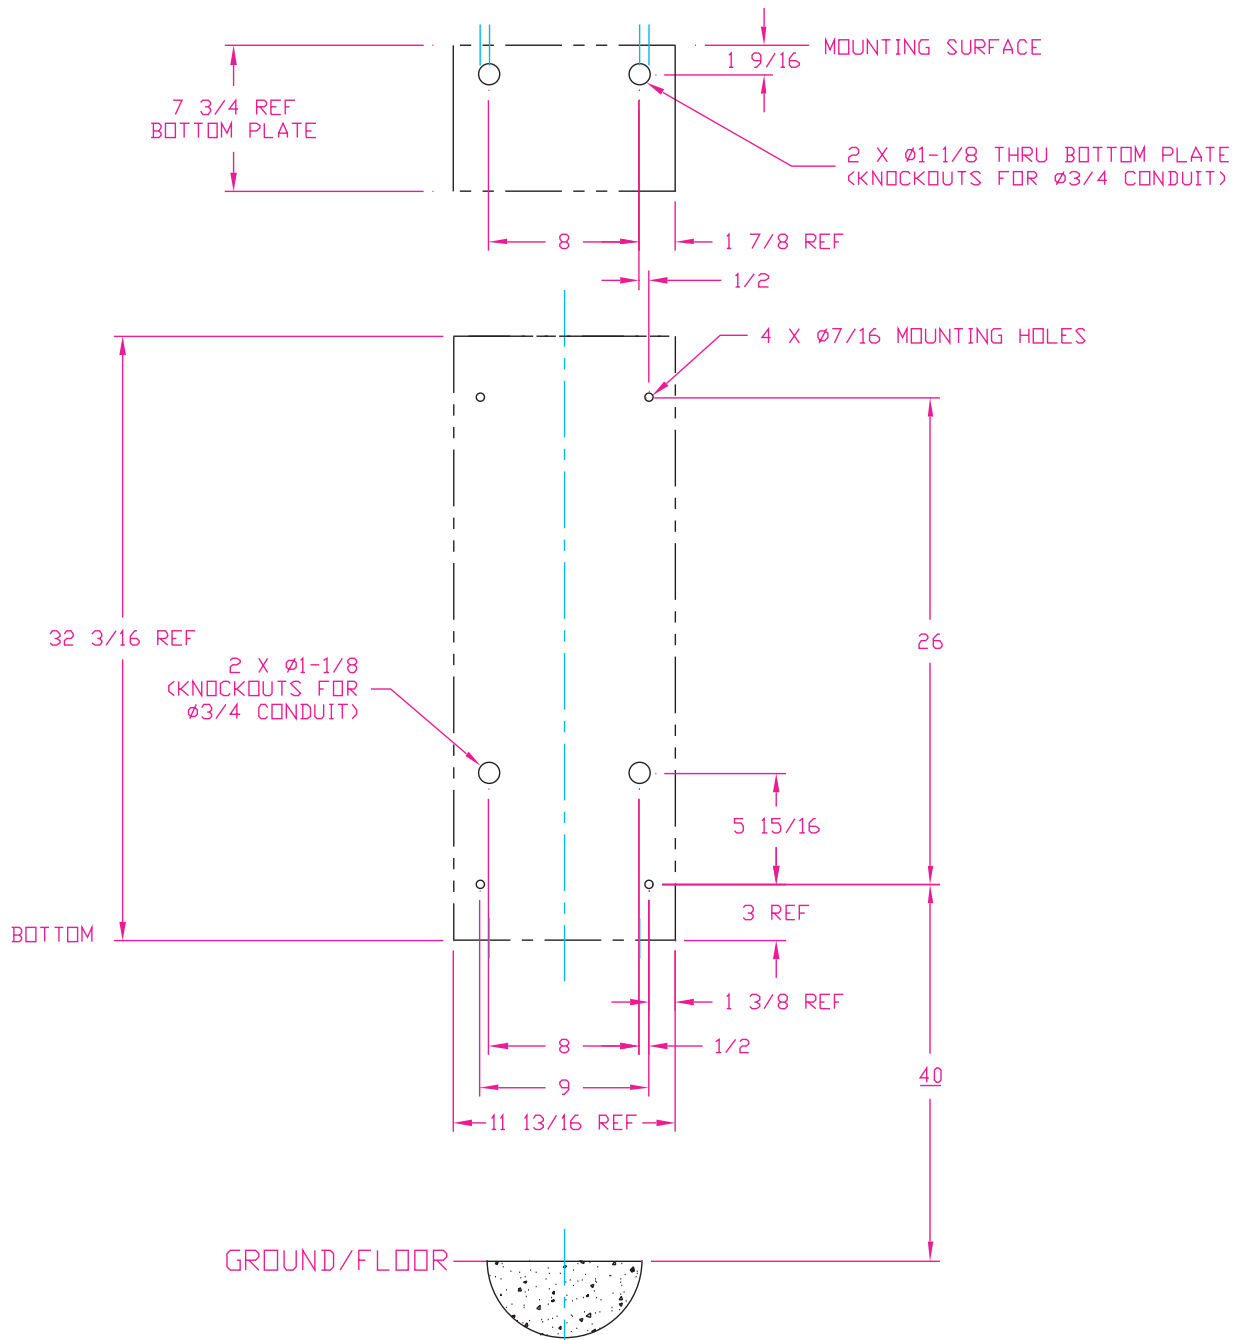 MOUNTING SURFACE
1 9/16
7 3/4 REF
BOTTOM PLATE
2 X Ø1-1/8 THRU BOTTOM PLATE
(KNOCKOUTS FOR Ø3/4 CONDUIT)
8
1 7/8 REF
1/2
4 X Ø7/16 MOUNTING HOLES
32 3/16 REF
26
2 X Ø1-1/8
(KNOCKOUTS FOR
Ø3/4 CONDUIT)
5 15/16
3 REF
BOTTOM
1 3/8 REF
8
1/2
40
9
11 13/16 REF
GROUND/FLOOR